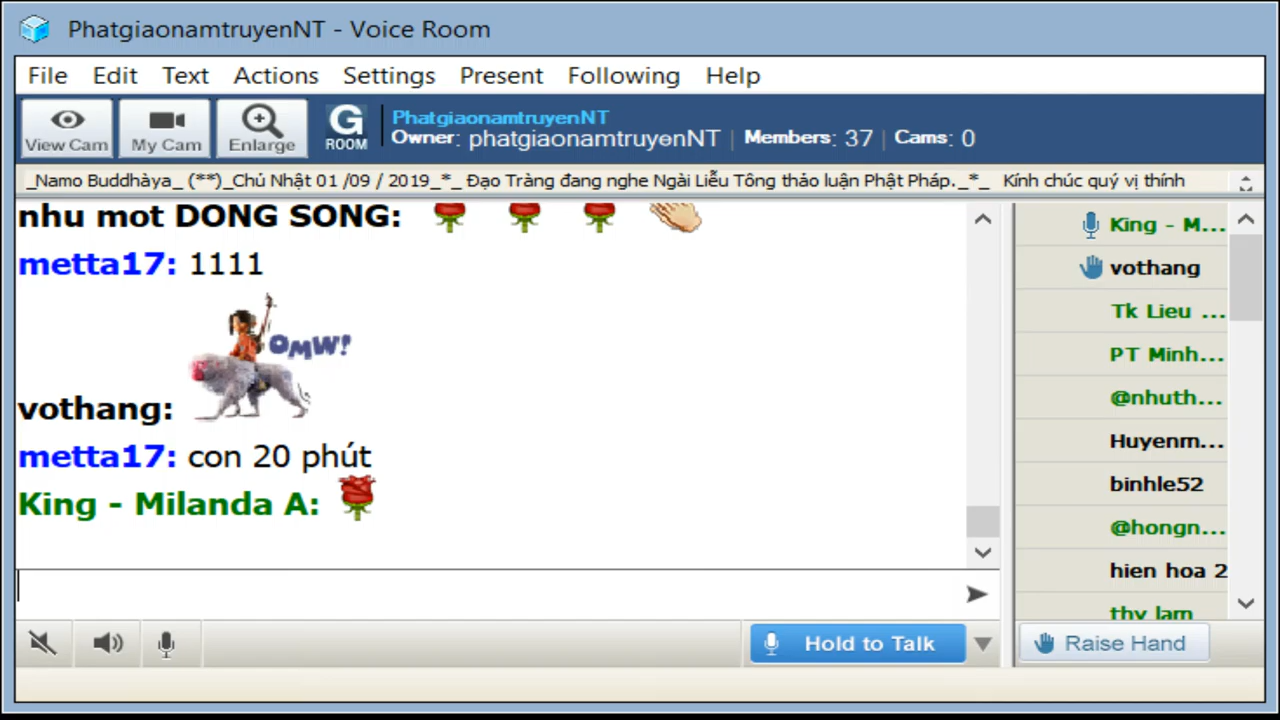 PhatgiaonamtruyenNT - Voice Room
File Edit Text Actions Settings Present Following Help
View Cam My Cam Enlarge G ROOM
PhatgiaonamtruyenNT
Owner: phatgiaonamtruyenNT | Members: 37 | Cams: 0
_Namo Buddhàya_ (**)_Chủ Nhật 01 /09 / 2019_*_ Đạo Tràng đang nghe Ngài Liễu Tông thảo luận Phật Pháp._*_ Kính chúc quý vị thính
nhu mot DONG SONG:
metta17: 1111
OMW!
vothang:
metta17: con 20 phút
King - Milanda A:
King - M...
vothang
Tk Lieu ...
PT Minh...
@nhuth...
Huyenm...
binhle52
@hongn...
hien hoa 2
thy lam
Hold to Talk
Raise Hand